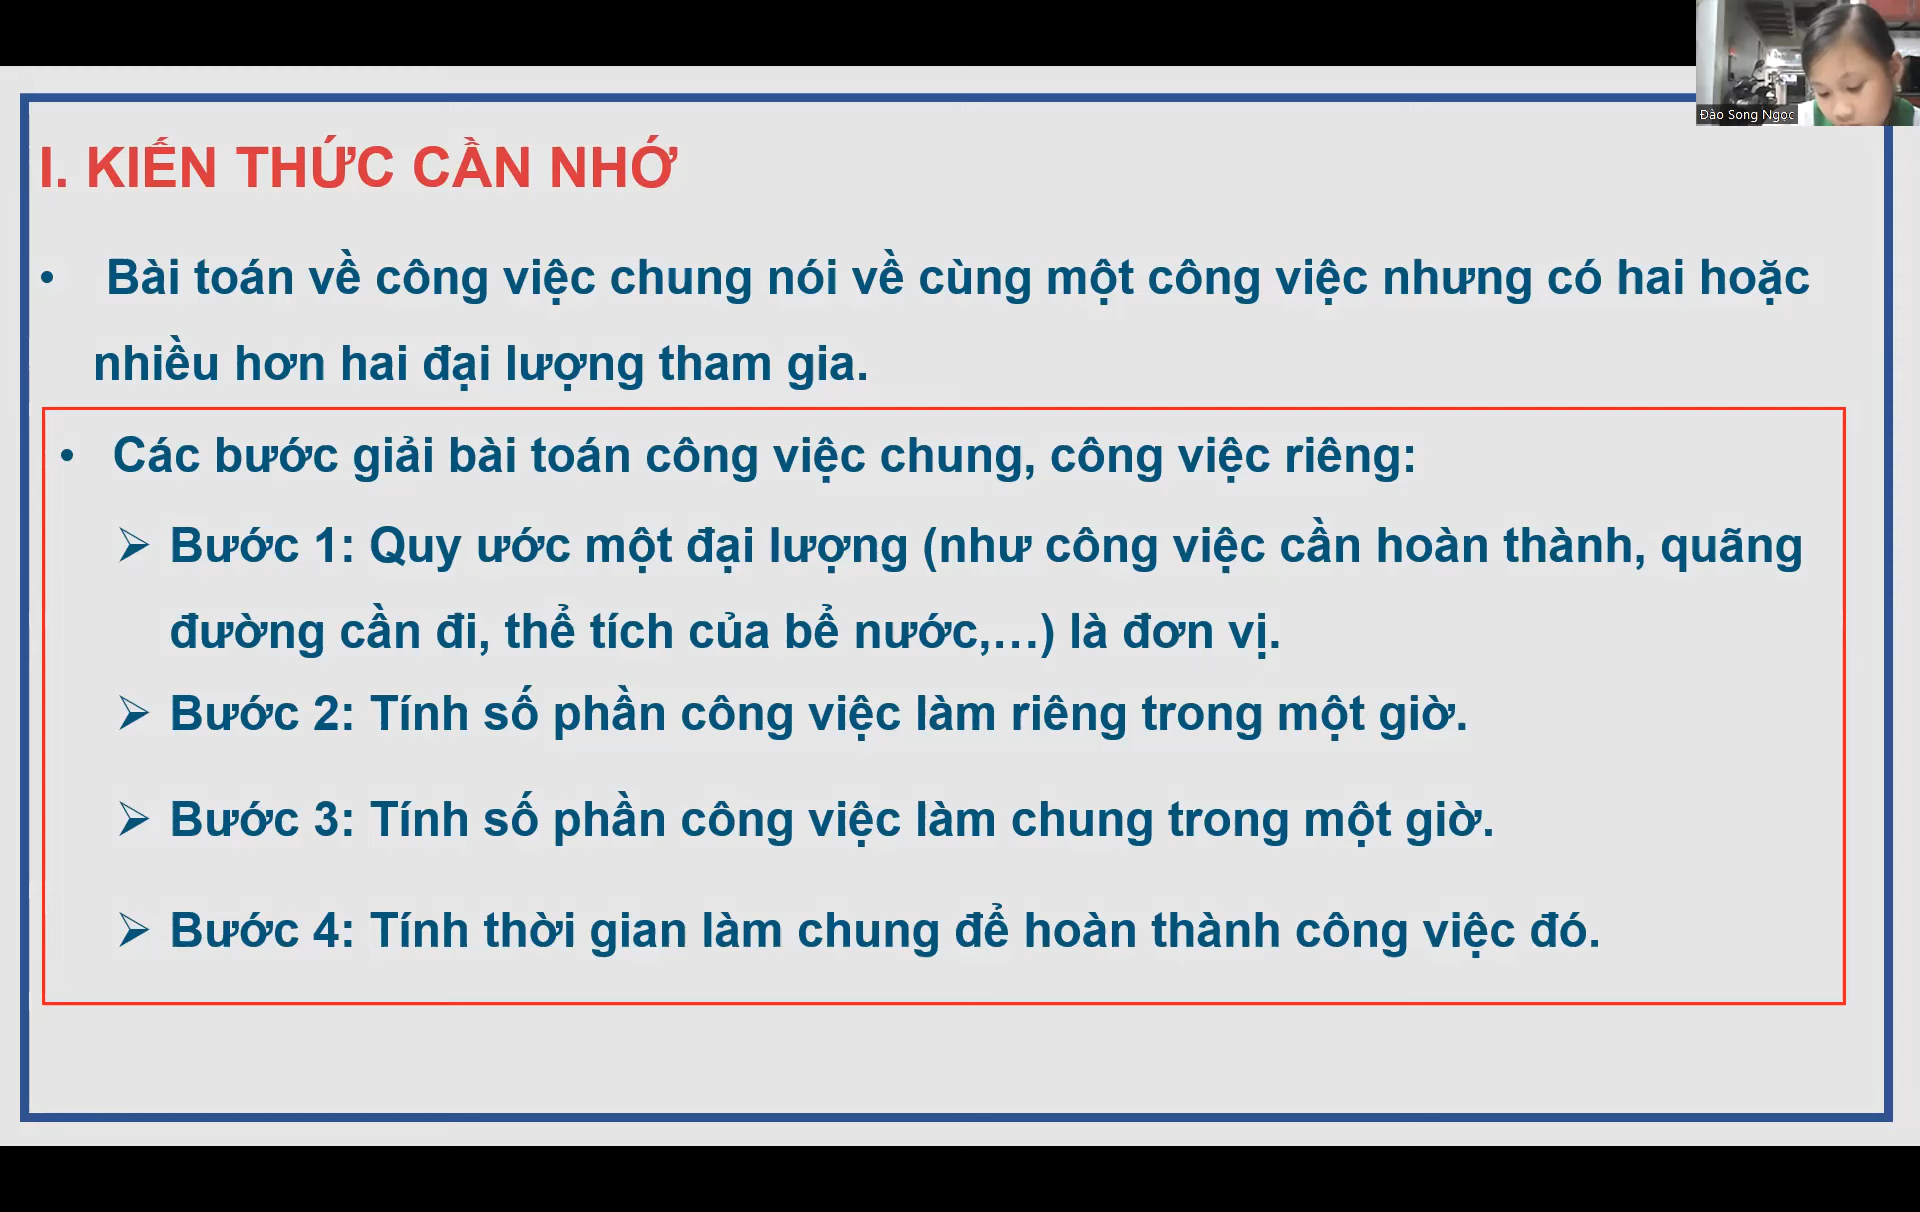 Đào Song Ngọc
I. KIẾN THỨC CẦN NHỚ
• Bài toán về công việc chung nói về cùng một công việc nhưng có hai hoặc
nhiều hơn hai đại lượng tham gia.
• Các bước giải bài toán công việc chung, công việc riêng:
➢ Bước 1: Quy ước một đại lượng (như công việc cần hoàn thành, quãng
đường cần đi, thể tích của bể nước,…) là đơn vị.
➢ Bước 2: Tính số phần công việc làm riêng trong một giờ.
➢ Bước 3: Tính số phần công việc làm chung trong một giờ.
➢ Bước 4: Tính thời gian làm chung để hoàn thành công việc đó.